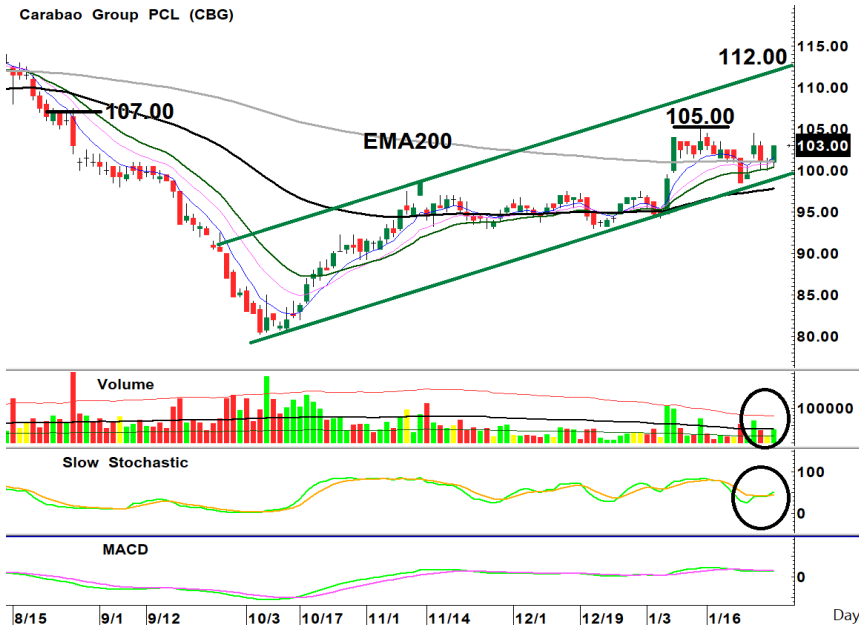 Carabao Group PCL (CBG)
115.00
112.00
110.00
107.00
105.00
105.00
EMA200
103.00
100.00
95.00
90.00
85.00
80.00
Volume
100000
Slow Stochastic
100
0
MACD
0
8/15 9/1 9/12 10/3 10/17 11/1 11/14 12/1 12/19 1/3 1/16 Day